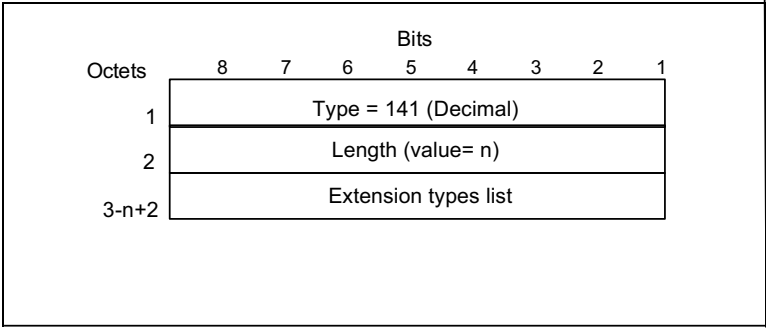 Bits
Octets 8 7 6 5 4 3 2 1
1 Type = 141 (Decimal)
2 Length (value= n)
3-n+2 Extension types list